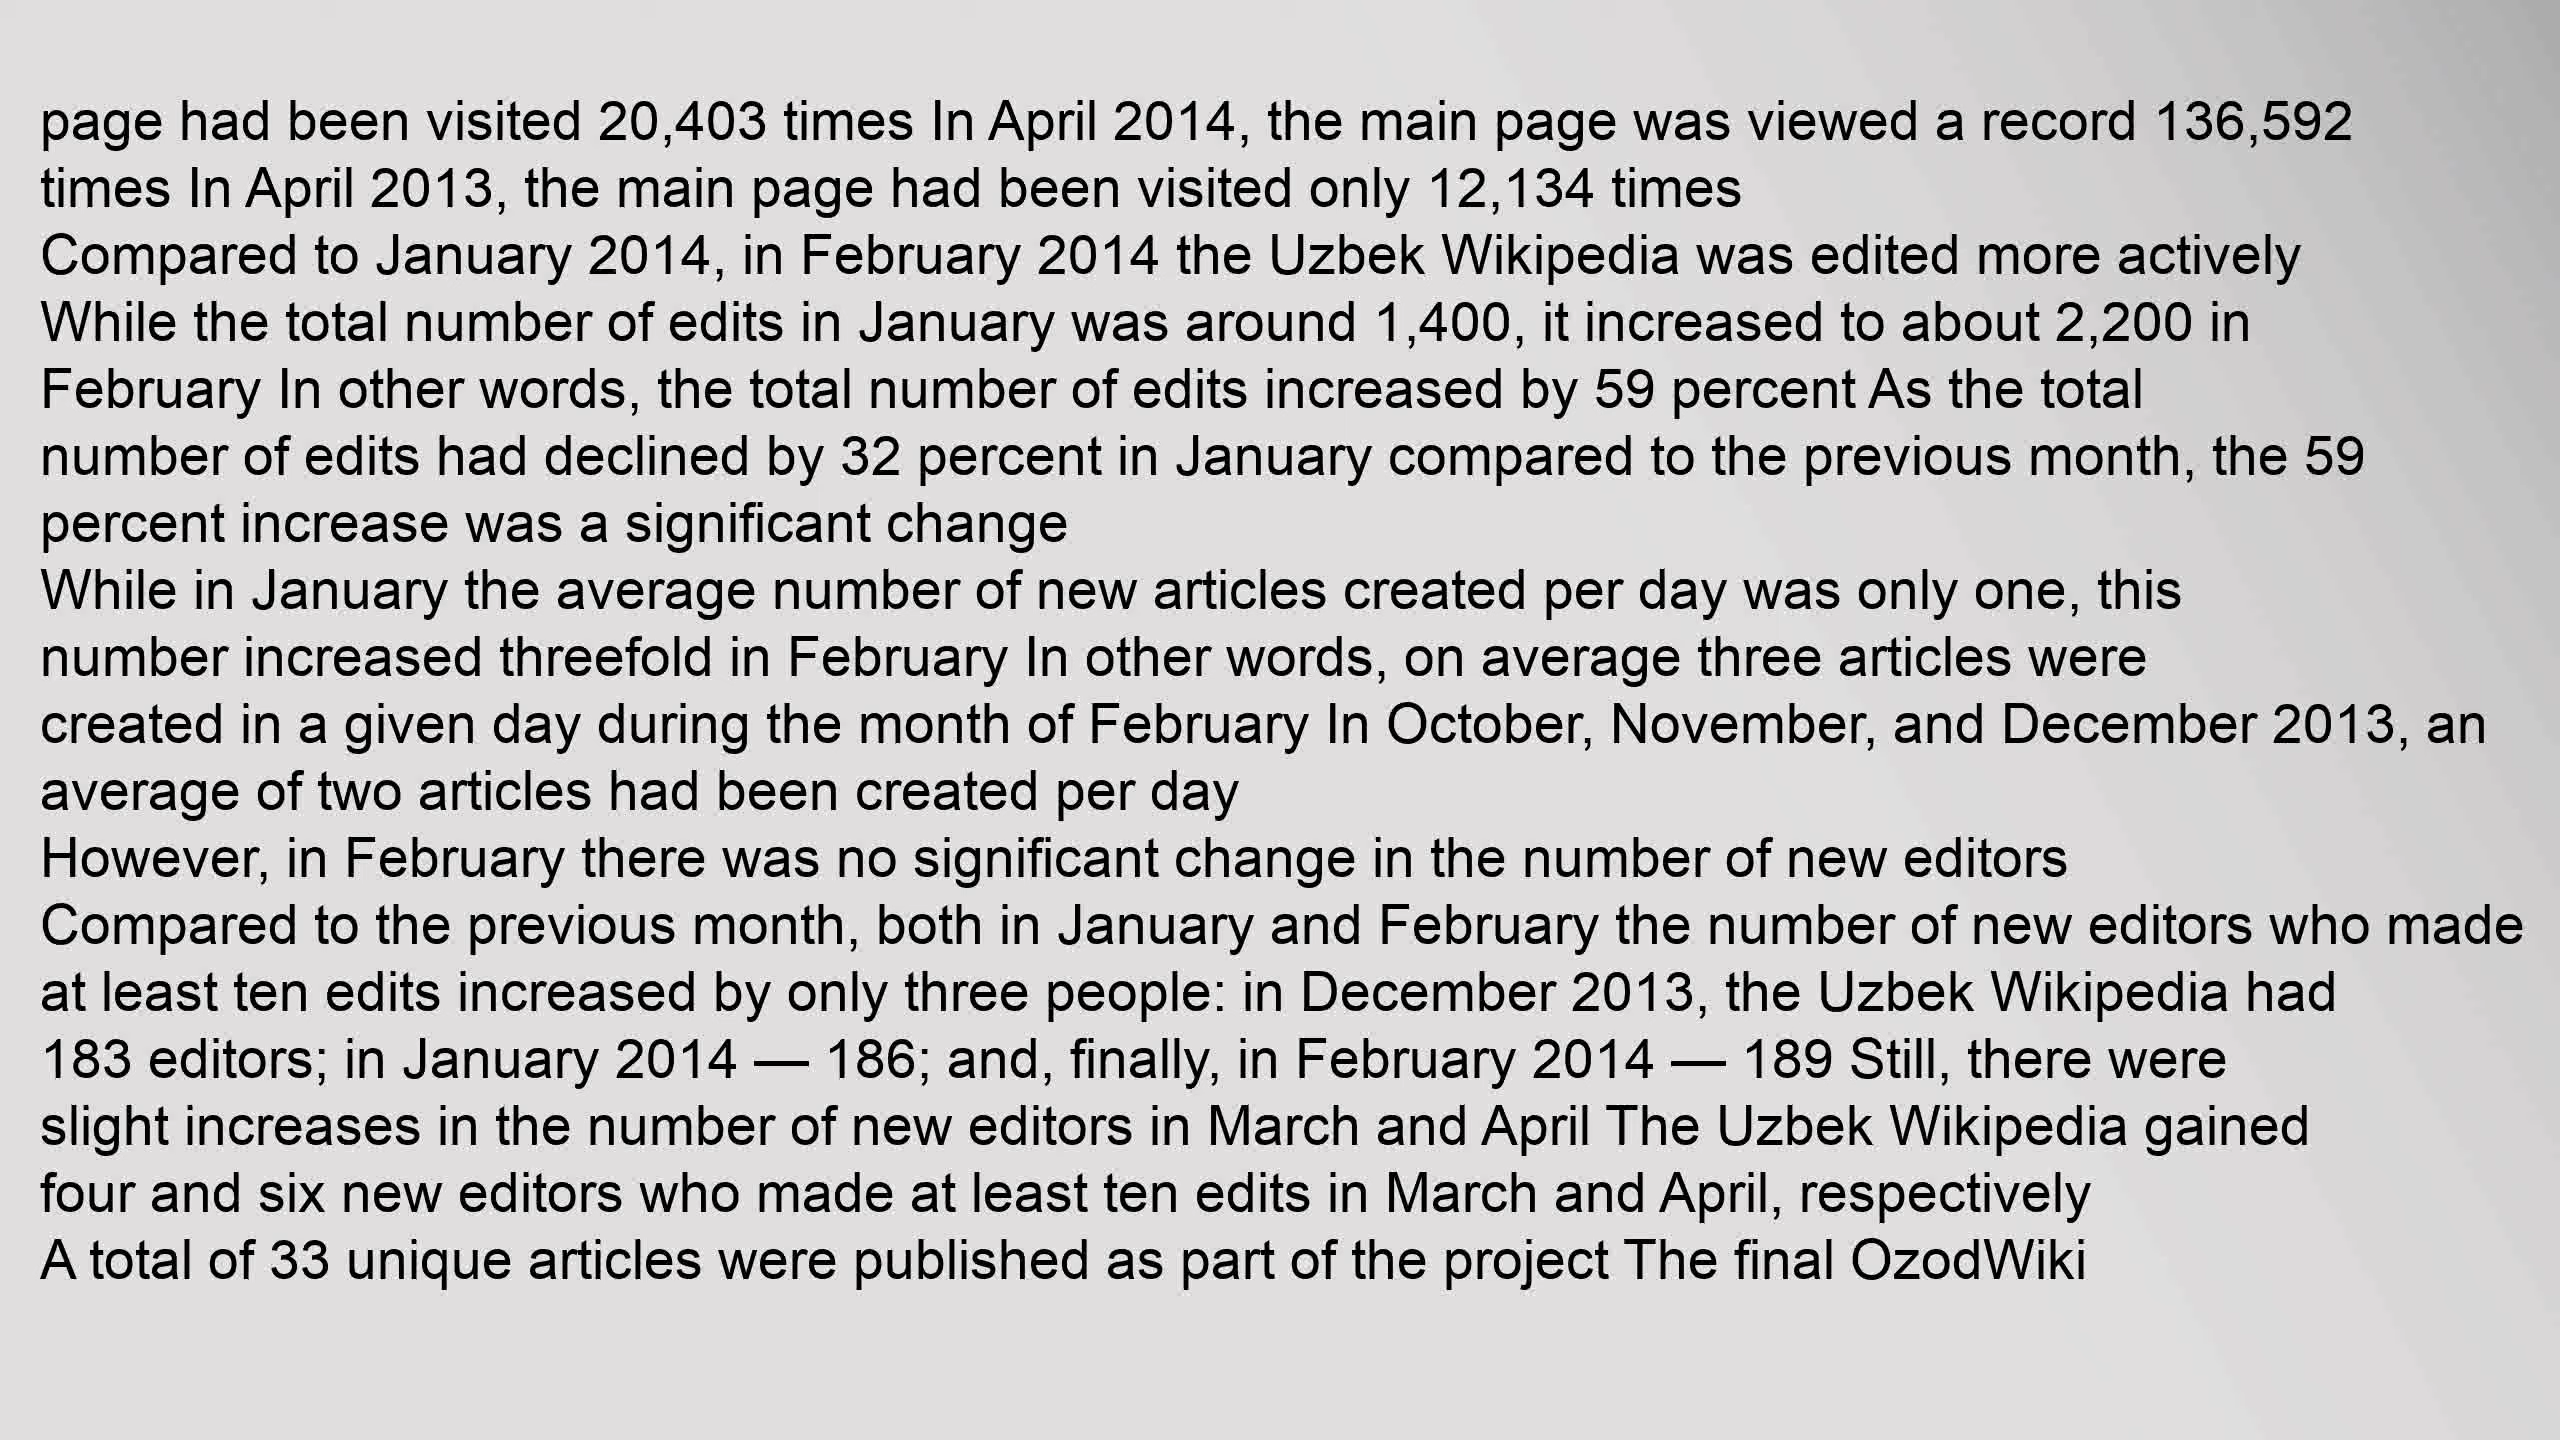 page had been visited 20,403 times In April 2014, the main page was viewed a record 136,592
times In April 2013, the main page had been visited only 12,134 times
Compared to January 2014, in February 2014 the Uzbek Wikipedia was edited more actively
While the total number of edits in January was around 1,400, it increased to about 2,200 in
February In other words, the total number of edits increased by 59 percent As the total
number of edits had declined by 32 percent in January compared to the previous month, the 59
percent increase was a significant change
While in January the average number of new articles created per day was only one, this
number increased threefold in February In other words, on average three articles were
created in a given day during the month of February In October, November, and December 2013, an
average of two articles had been created per day
However, in February there was no significant change in the number of new editors
Compared to the previous month, both in January and February the number of new editors who made
at least ten edits increased by only three people: in December 2013, the Uzbek Wikipedia had
183 editors; in January 2014 — 186; and, finally, in February 2014 — 189 Still, there were
slight increases in the number of new editors in March and April The Uzbek Wikipedia gained
four and six new editors who made at least ten edits in March and April, respectively
A total of 33 unique articles were published as part of the project The final OzodWiki